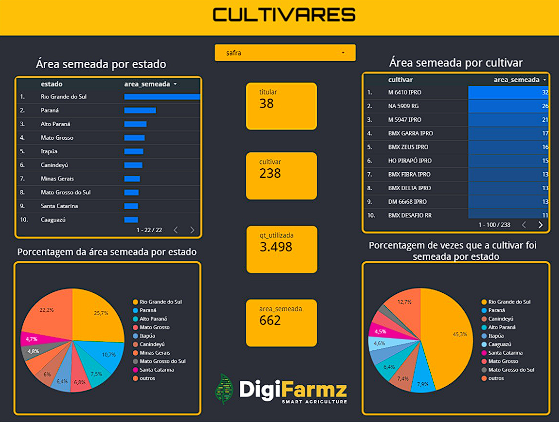 CULTIVARES
safra
Área semeada por estado
estado area_semeada
1. Rio Grande do Sul
2. Paraná
3. Alto Paraná
4. Mato Grosso
5. Itapúa
6. Canindeyú
7. Minas Gerais
8. Mato Grosso do Sul
9. Santa Catarina
10. Caaguazú
1 - 22 / 22
titular
38
cultivar
238
qt_utilizada
3.498
area_semeada
662
Área semeada por cultivar
cultivar area_semeada
1. M 6410 IPRO 32
2. NA 5909 RG 26
3. M 5947 IPRO 21
4. BMX GARRA IPRO 17
5. BMX ZEUS IPRO 16
6. HO PIRAPÓ IPRO 15
7. BMX FIBRA IPRO 13
8. BMX DELTA IPRO 13
9. DM 66I68 IPRO 13
10. BMX DESAFIO RR 11
1 - 100 / 238
Porcentagem da área semeada por estado
25,7%
10,2%
7,5%
6,8%
6,4%
6%
4,8%
4,7%
22,2%
Rio Grande do Sul
Paraná
Alto Paraná
Mato Grosso
Itapúa
Canindeyú
Minas Gerais
Mato Grosso do Sul
Santa Catarina
outros
Porcentagem de vezes que a cultivar foi
semeada por estado
45,3%
7,9%
7,4%
6,4%
4,6%
4,5%
12,7%
Rio Grande do Sul
Paraná
Canindeyú
Alto Paraná
Itapúa
Caaguazú
Santa Catarina
Mato Grosso
Mato Grosso do Sul
outros
DigiFarmz
SMART AGRICULTURE